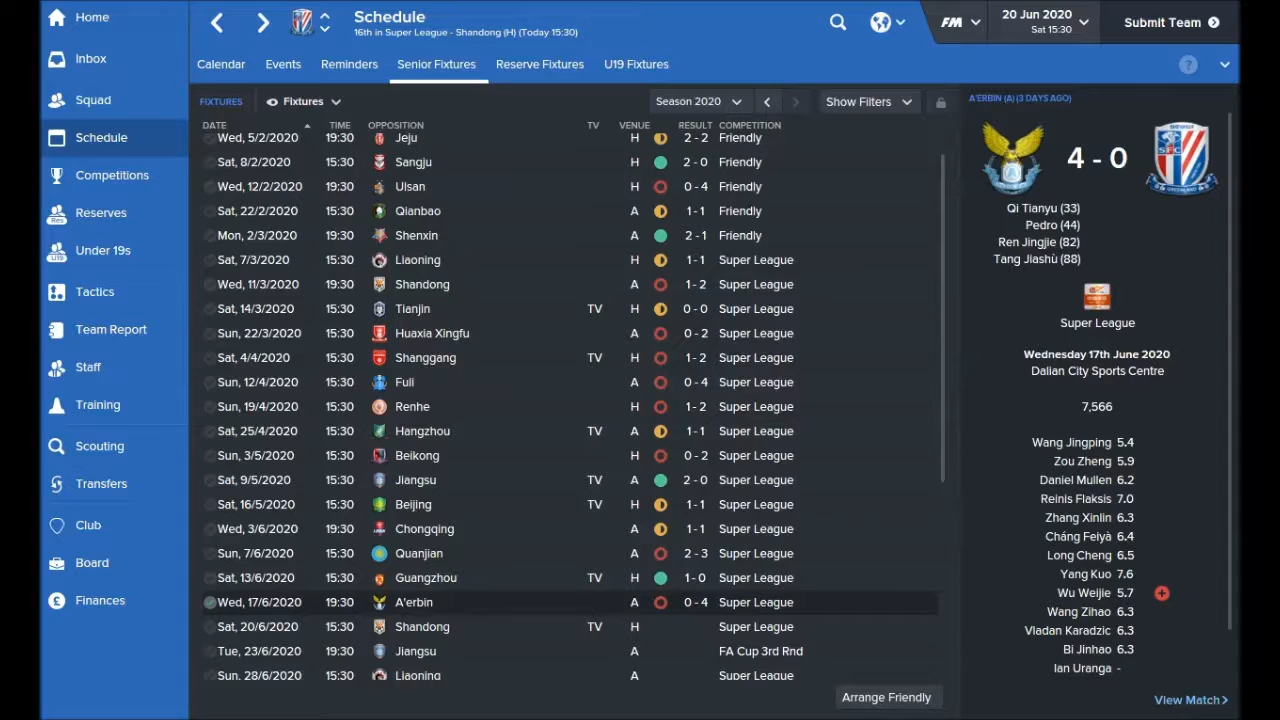 Home
Inbox
Squad
Schedule
Competitions
Reserves
Under 19s
Tactics
Team Report
Staff
Training
Scouting
Transfers
Club
Board
Finances
Schedule
16th in Super League - Shandong (H) (Today 15:30)
FM
20 Jun 2020
Sat 15:30
Submit Team
Calendar Events Reminders Senior Fixtures Reserve Fixtures U19 Fixtures
?
FIXTURES Fixtures Season 2020 Show Filters
DATE TIME OPPOSITION TV VENUE RESULT COMPETITION
Wed, 5/2/2020 19:30 Jeju H 2 - 2 Friendly
Sat, 8/2/2020 15:30 Sangju H 2 - 0 Friendly
Wed, 12/2/2020 19:30 Ulsan H 0 - 4 Friendly
Sat, 22/2/2020 15:30 Qianbao A 1 - 1 Friendly
Mon, 2/3/2020 19:30 Shenxin A 2 - 1 Friendly
Sat, 7/3/2020 15:30 Liaoning H 1 - 1 Super League
Wed, 11/3/2020 19:30 Shandong A 1 - 2 Super League
Sat, 14/3/2020 15:30 Tianjin TV H 0 - 0 Super League
Sun, 22/3/2020 15:30 Huaxia Xingfu A 0 - 2 Super League
Sat, 4/4/2020 15:30 Shanggang TV H 1 - 2 Super League
Sun, 12/4/2020 15:30 Fuli A 0 - 4 Super League
Sun, 19/4/2020 15:30 Renhe H 1 - 2 Super League
Sat, 25/4/2020 15:30 Hangzhou TV A 1 - 1 Super League
Sun, 3/5/2020 15:30 Beikong H 0 - 2 Super League
Sat, 9/5/2020 15:30 Jiangsu TV A 2 - 0 Super League
Sat, 16/5/2020 15:30 Beijing TV H 1 - 1 Super League
Wed, 3/6/2020 19:30 Chongqing A 1 - 1 Super League
Sun, 7/6/2020 15:30 Quanjian A 2 - 3 Super League
Sat, 13/6/2020 15:30 Guangzhou TV H 1 - 0 Super League
Wed, 17/6/2020 19:30 A'erbin A 0 - 4 Super League
Sat, 20/6/2020 15:30 Shandong TV H Super League
Tue, 23/6/2020 19:30 Jiangsu A FA Cup 3rd Rnd
Sun, 28/6/2020 15:30 Liaoning A Super League
Arrange Friendly
A'ERBIN (A) (3 DAYS AGO)
4 - 0
Qi Tianyu (33)
Pedro (44)
Ren Jingjie (82)
Tang Jiashù (88)
Super League
Wednesday 17th June 2020
Dalian City Sports Centre
7,566
Wang Jingping 5.4
Zou Zheng 5.9
Daniel Mullen 6.2
Reinis Flaksis 7.0
Zhang Xinlin 6.3
Cháng Feiyà 6.4
Long Cheng 6.5
Yang Kuo 7.6
Wu Weijie 5.7
Wang Zihao 6.3
Vladan Karadzic 6.3
Bi Jinhao 6.3
Ian Uranga -
View Match>